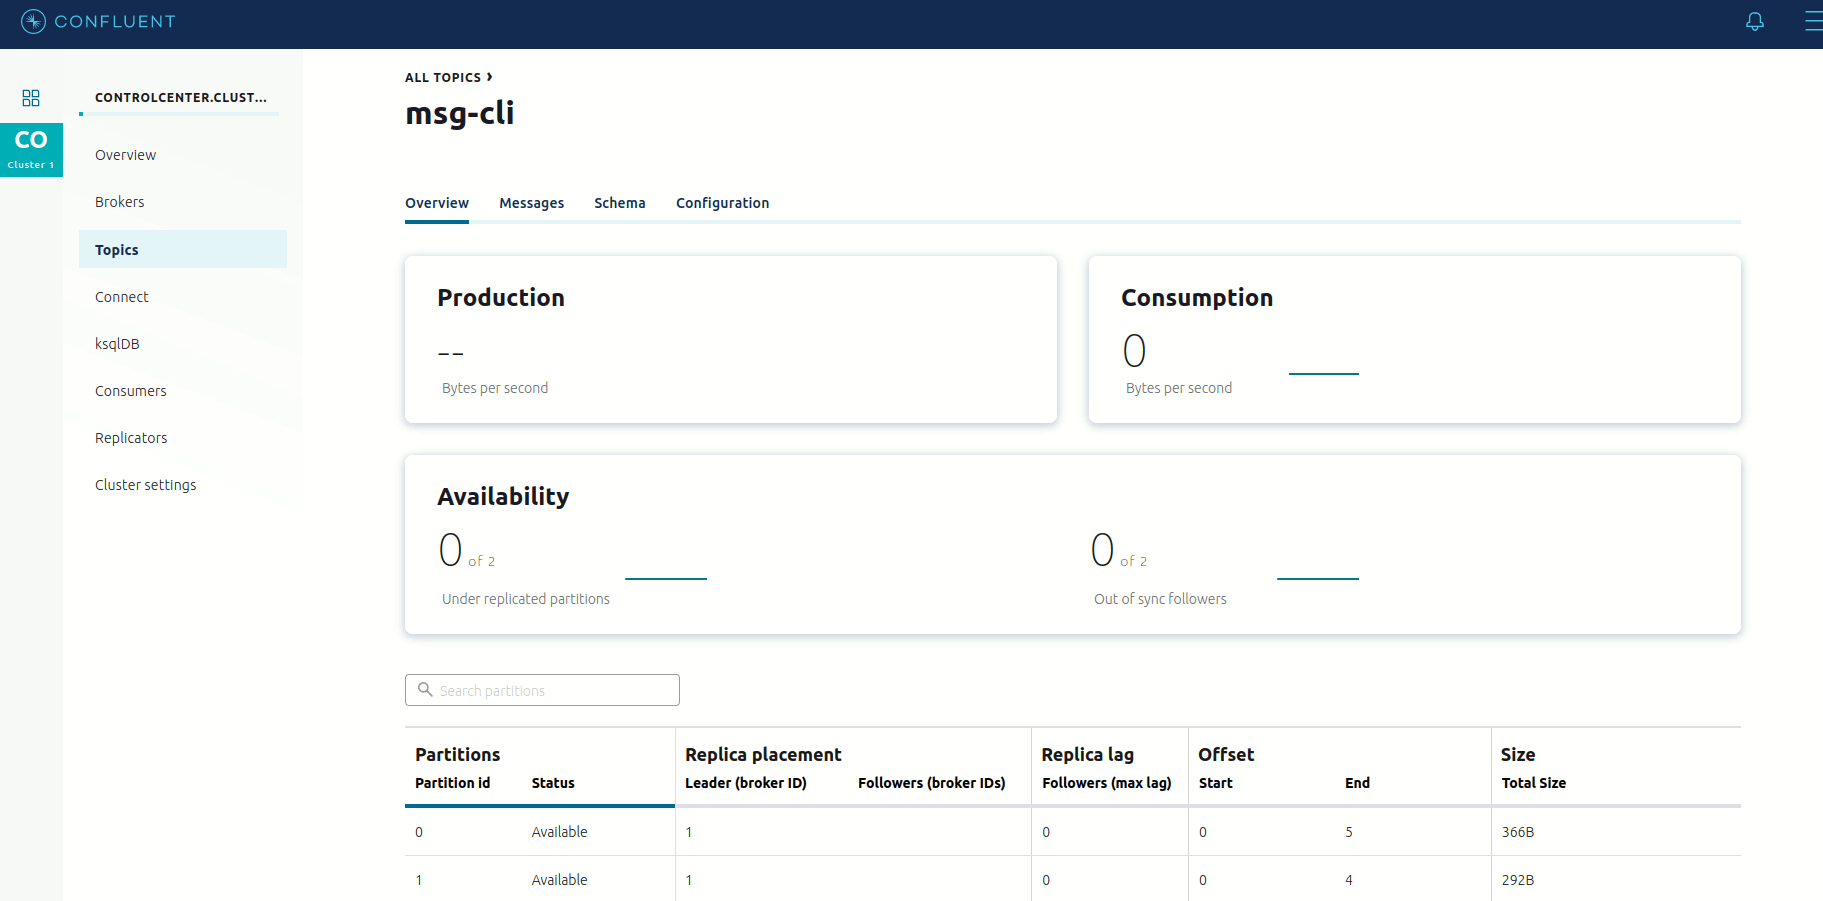 CONFLUENT
CO
Cluster 1
CONTROLCENTER.CLUST...
Overview
Brokers
Topics
Connect
ksqlDB
Consumers
Replicators
Cluster settings
ALL TOPICS ›
msg-cli
Overview Messages Schema Configuration
Production
--
Bytes per second
Consumption
0
Bytes per second
Availability
0 of 2
Under replicated partitions
0 of 2
Out of sync followers
Search partitions
Partitions Replica placement Replica lag Offset Size
Partition id Status Leader (broker ID) Followers (broker IDs) Followers (max lag) Start End Total Size
0 Available 1 0 0 5 366B
1 Available 1 0 0 4 292B